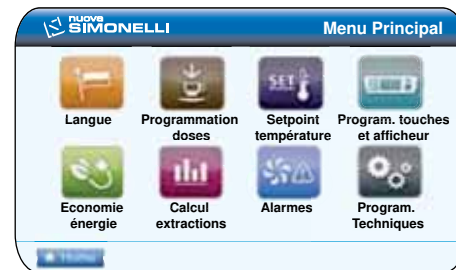 nuova
SIMONELLI
Menu Principal
SET
Langue
Programmation
doses
Setpoint
température
Program. touches
et afficheur
Economie
énergie
Calcul
extractions
Alarmes
Program.
Techniques
Home